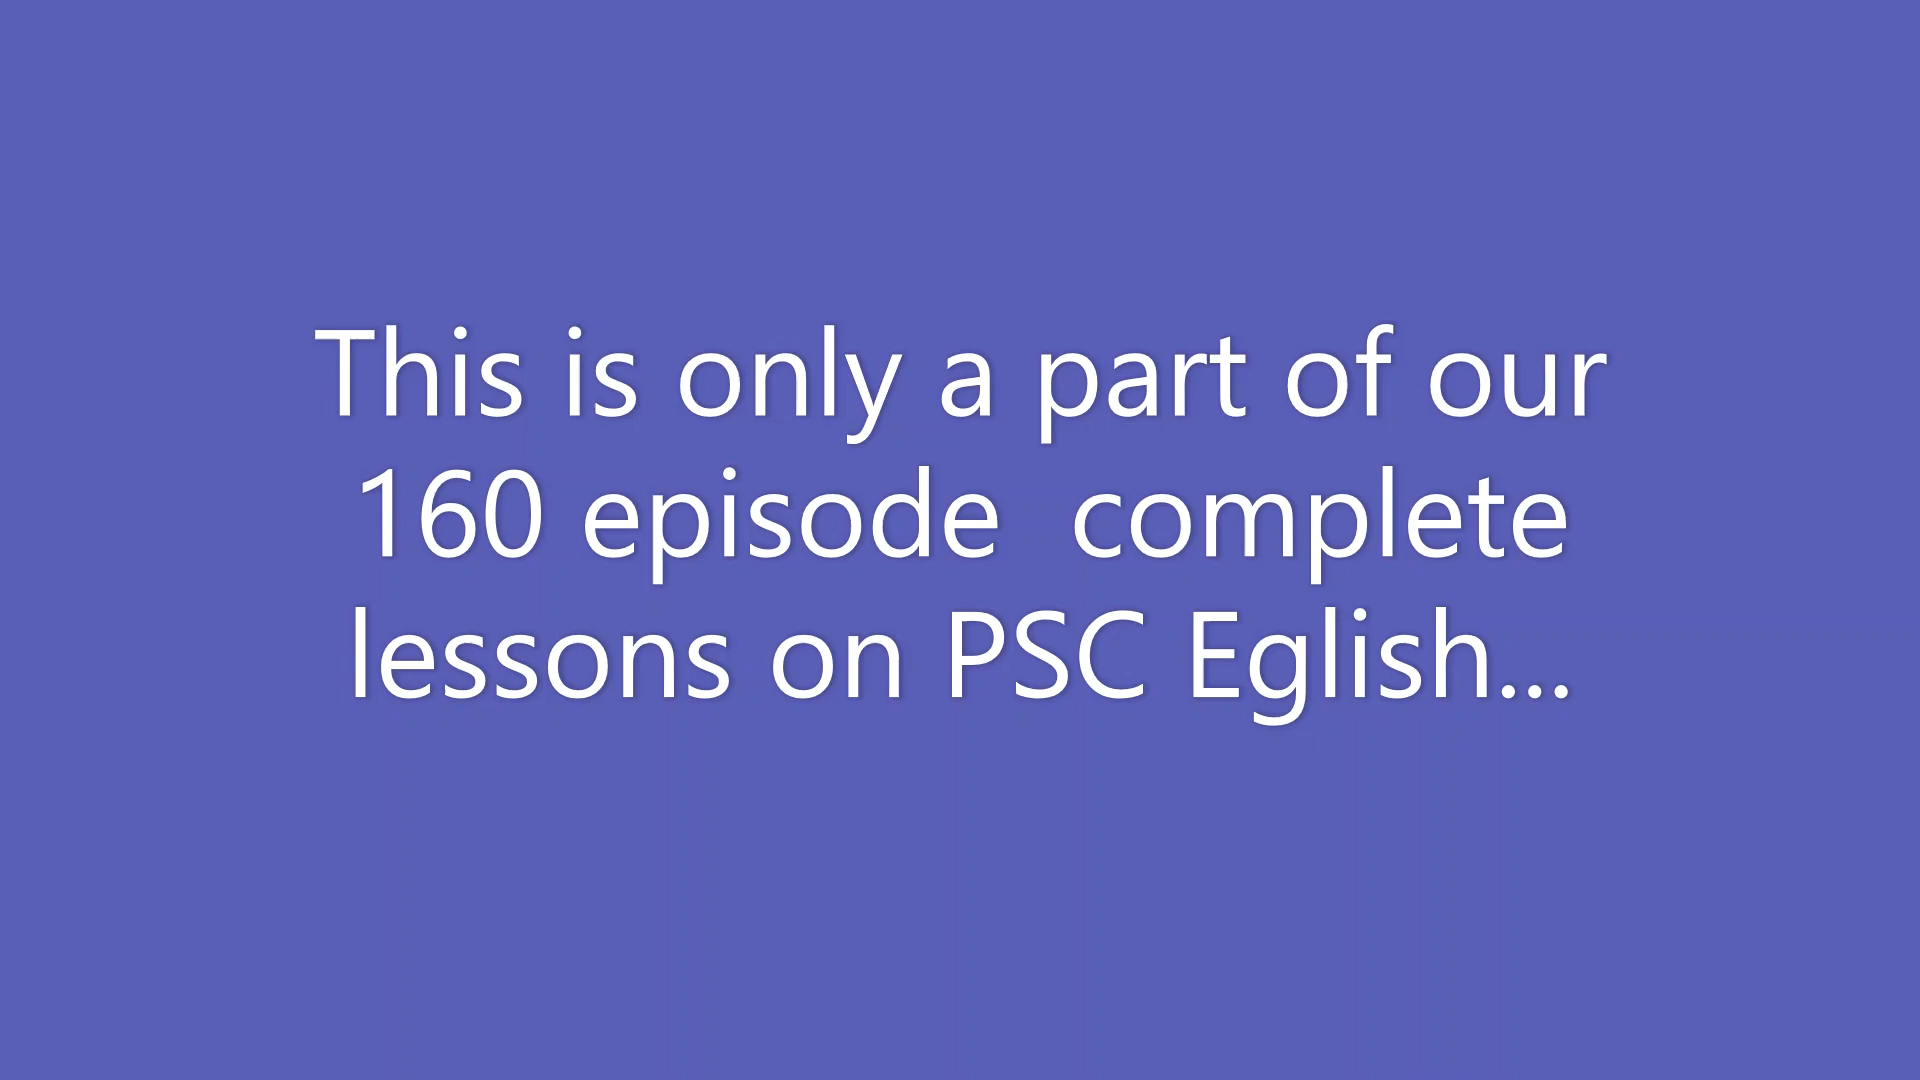 This is only a part of our
160 episode  complete
lessons on PSC Eglish...